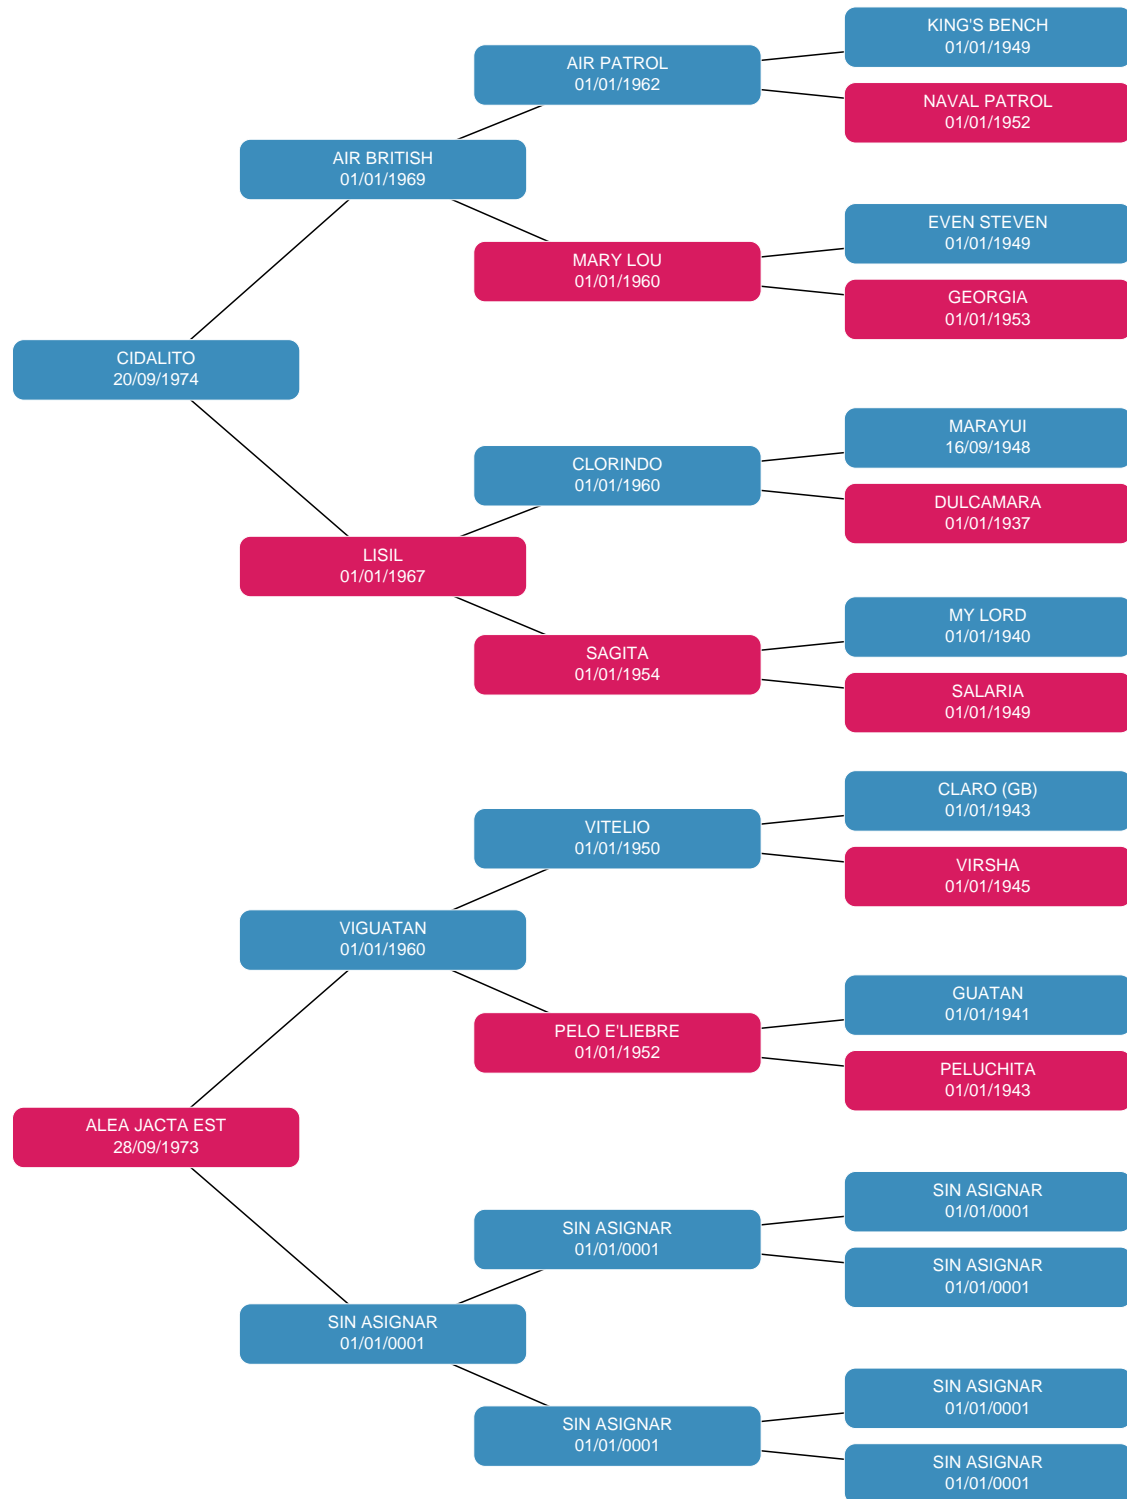 KING'S BENCH
01/01/1949
AIR PATROL
01/01/1962
NAVAL PATROL
01/01/1952
AIR BRITISH
01/01/1969
EVEN STEVEN
01/01/1949
MARY LOU
01/01/1960
GEORGIA
01/01/1953
CIDALITO
20/09/1974
MARAYUI
16/09/1948
CLORINDO
01/01/1960
DULCAMARA
01/01/1937
LISIL
01/01/1967
MY LORD
01/01/1940
SAGITA
01/01/1954
SALARIA
01/01/1949
CLARO (GB)
01/01/1943
VITELIO
01/01/1950
VIRSHA
01/01/1945
VIGUATAN
01/01/1960
GUATAN
01/01/1941
PELO E'LIEBRE
01/01/1952
PELUCHITA
01/01/1943
ALEA JACTA EST
28/09/1973
SIN ASIGNAR
01/01/0001
SIN ASIGNAR
01/01/0001
SIN ASIGNAR
01/01/0001
SIN ASIGNAR
01/01/0001
SIN ASIGNAR
01/01/0001
SIN ASIGNAR
01/01/0001
SIN ASIGNAR
01/01/0001